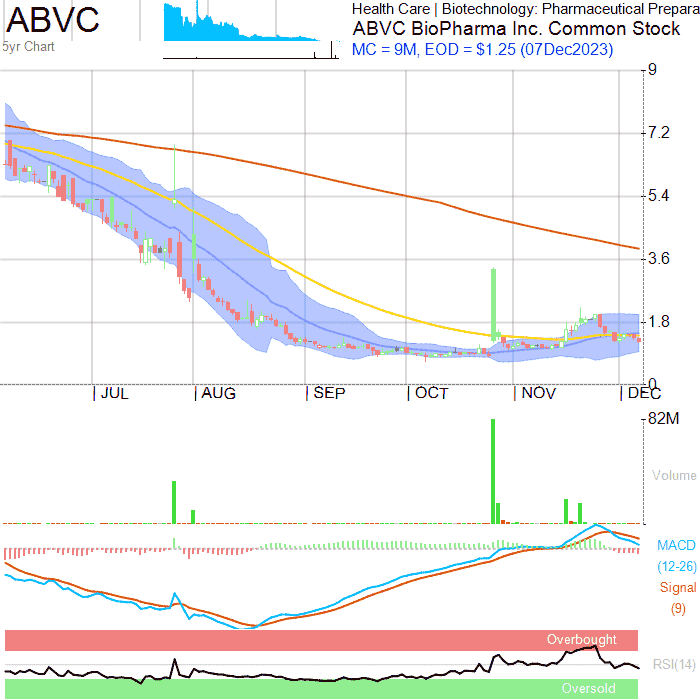 ABVC
5yr Chart
Health Care | Biotechnology: Pharmaceutical Prepara
ABVC BioPharma Inc. Common Stock
MC = 9M, EOD = $1.25 (07Dec2023)
9
7.2
5.4
3.6
1.8
0
JUL AUG SEP OCT NOV DEC
82M
Volume
MACD
(12-26)
Signal
(9)
Overbought
RSI(14)
Oversold